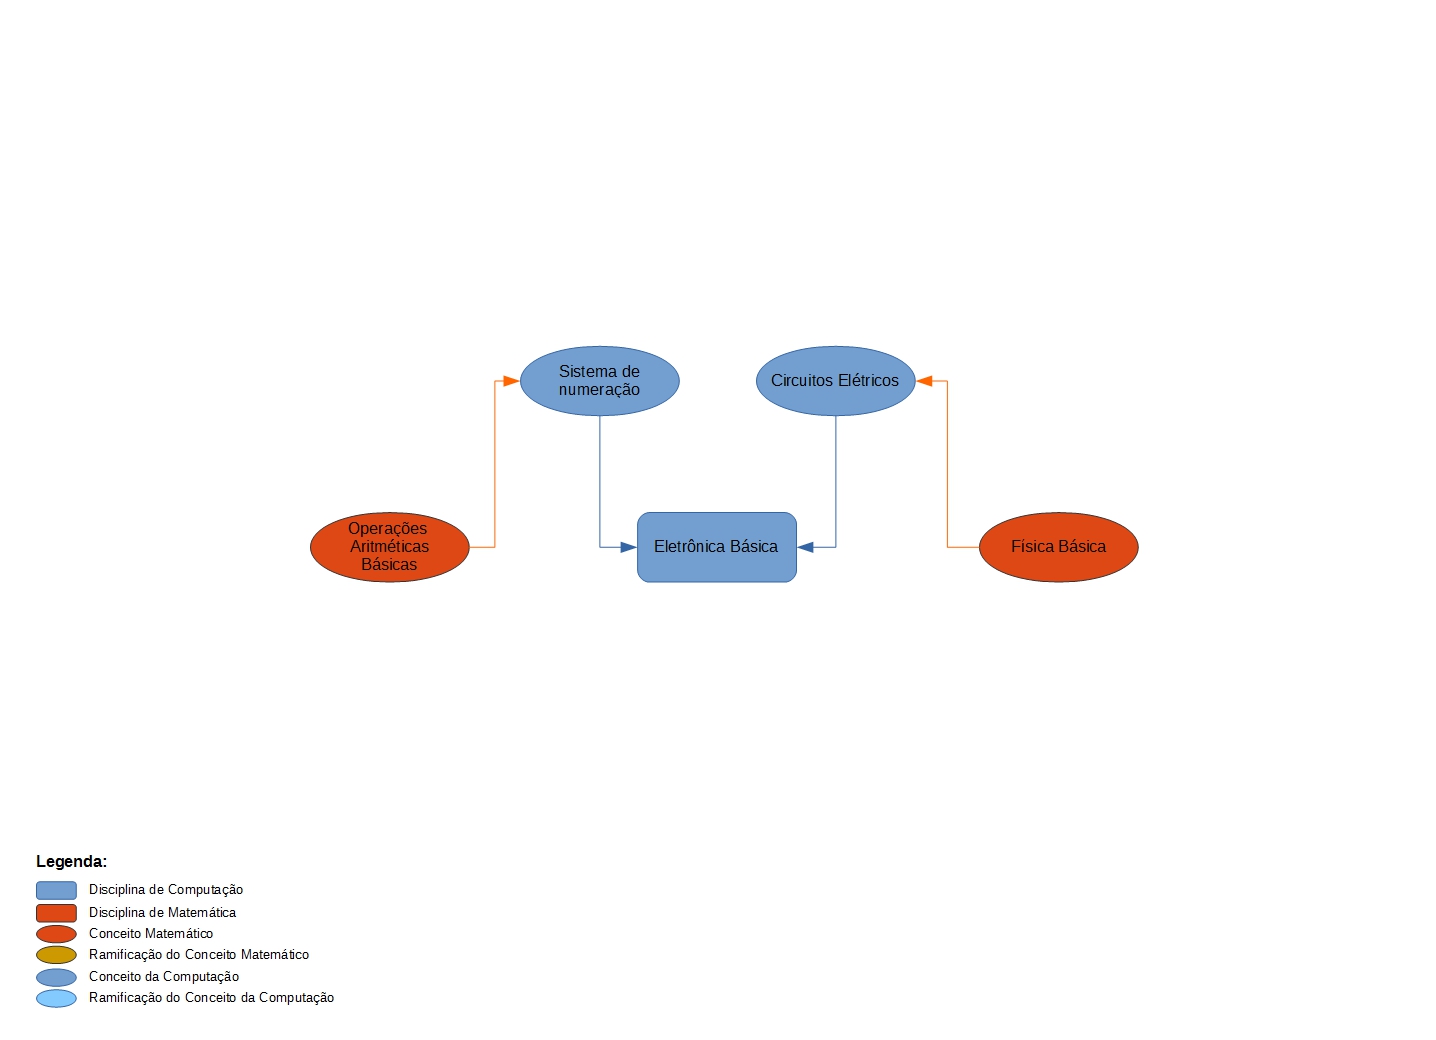 Sistema de
numeração
Circuitos Elétricos
Operações
Aritméticas
Básicas
Eletrônica Básica
Física Básica
Legenda:
Disciplina de Computação
Disciplina de Matemática
Conceito Matemático
Ramificação do Conceito Matemático
Conceito da Computação
Ramificação do Conceito da Computação